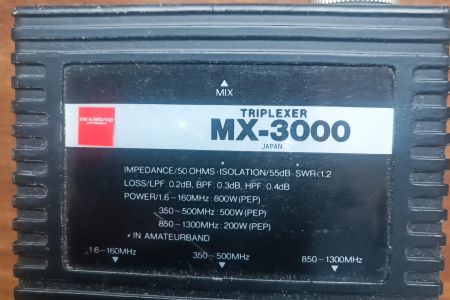 ▲
MIX
DIAMOND
ANTENNA
TRIPLEXER
MX-3000
JAPAN
IMPEDANCE/50 OHMS·ISOLATION/55dB·SWR<1.2
LOSS/LPF: 0.2dB, BPF: 0.3dB, HPF: 0.4dB
POWER/1.6-160MHz: 800W (PEP)
350-500MHz: 500W (PEP)
850-1300MHz: 200W (PEP)
* IN AMATEURBAND
1.6-160MHz 350-500MHz 850-1300MHz
▼ ▼ ▼